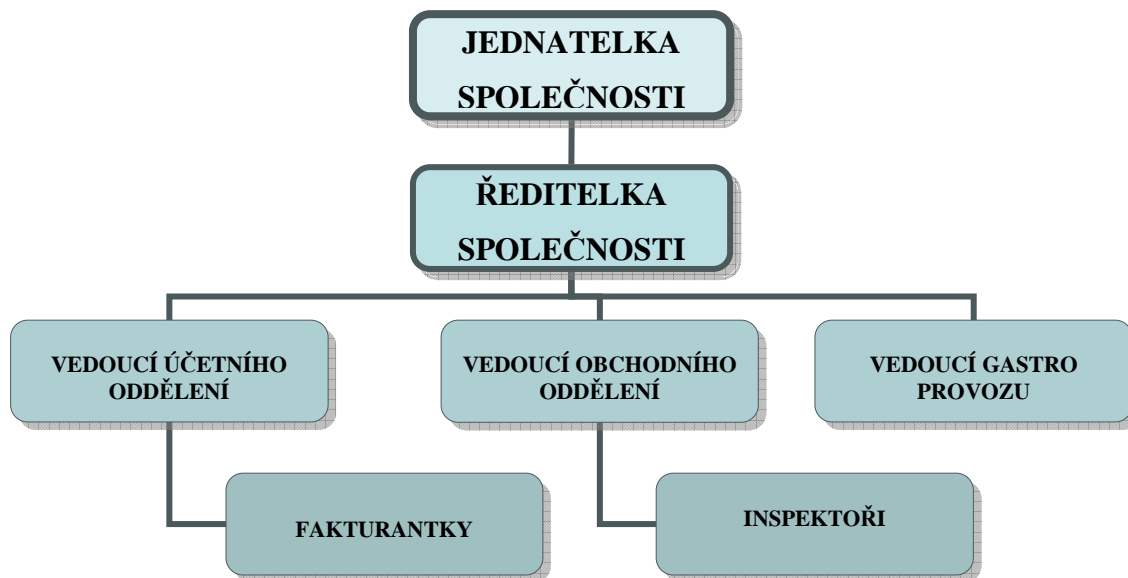 JEDNATELKA
SPOLEČNOSTI
ŘEDITELKA
SPOLEČNOSTI
VEDOUCÍ ÚČETNÍHO
ODDĚLENÍ
VEDOUCÍ OBCHODNÍHO
ODDĚLENÍ
VEDOUCÍ GASTRO
PROVOZU
FAKTURANTKY
INSPEKTOŘI